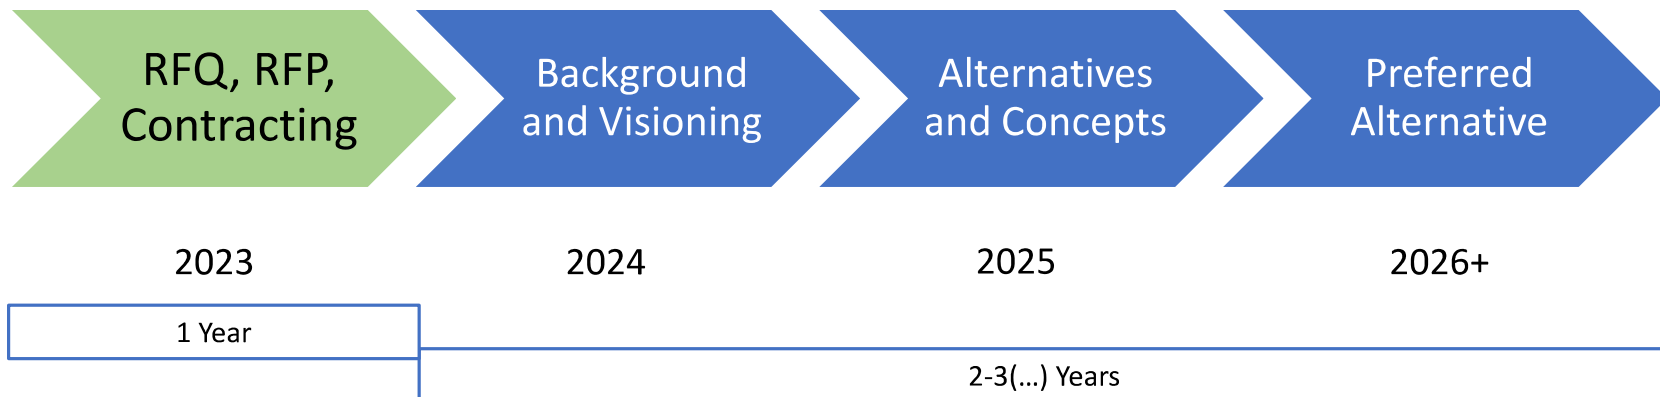 RFQ, RFP,
Contracting
Background
and Visioning
Alternatives
and Concepts
Preferred
Alternative
2023
2024
2025
2026+
1 Year
2-3(...) Years